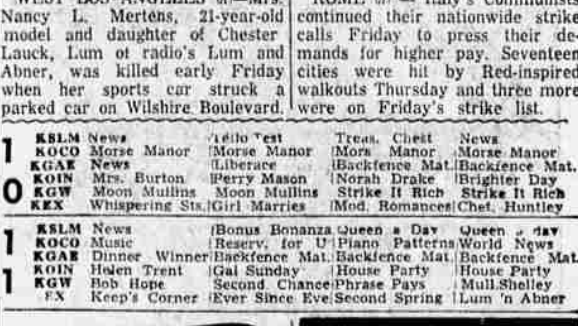 Nancy L. Mertens, 21-year-old
model and daughter of Chester
Lauck, Lum of radio's Lum and
Abner, was killed early Friday
when her sports car struck a
parked car on Wilshire Boulevard.
continued their nationwide strike
calls Friday to press their de-
mands for higher pay. Seventeen
cities were hit by Red-inspired
walkouts Thursday and three more
were on Friday's strike list.
10
KSLM News Test Treas. Chest News
KOCO Morse Manor Morse Manor Mors Manor Morse Manor
KGAE News Liberace Backfence Mat. Backfence Mat.
KOIN Mrs. Burton Perry Mason Norah Drake Brighter Day
KGW Moon Mullins Moon Mullins Strike It Rich Strike It Rich
KEX Whispering Sts. Girl Marries Mod. Romances Chet. Huntley
11
KSLM News Bonus Bonanza Queen a Day Queen a day
KOCO Music Reserv. for U Piano Patterns World News
KGAE Dinner Winner Backfence Mat. Backfence Mat. Backfence Mat.
KOIN Helen Trent Gal Sunday House Party House Party
KGW Bob Hope Second Chance Phrase Pays Mull.Shelley
EX Keep's Corner Ever Since Eve Second Spring Lum 'n Abner